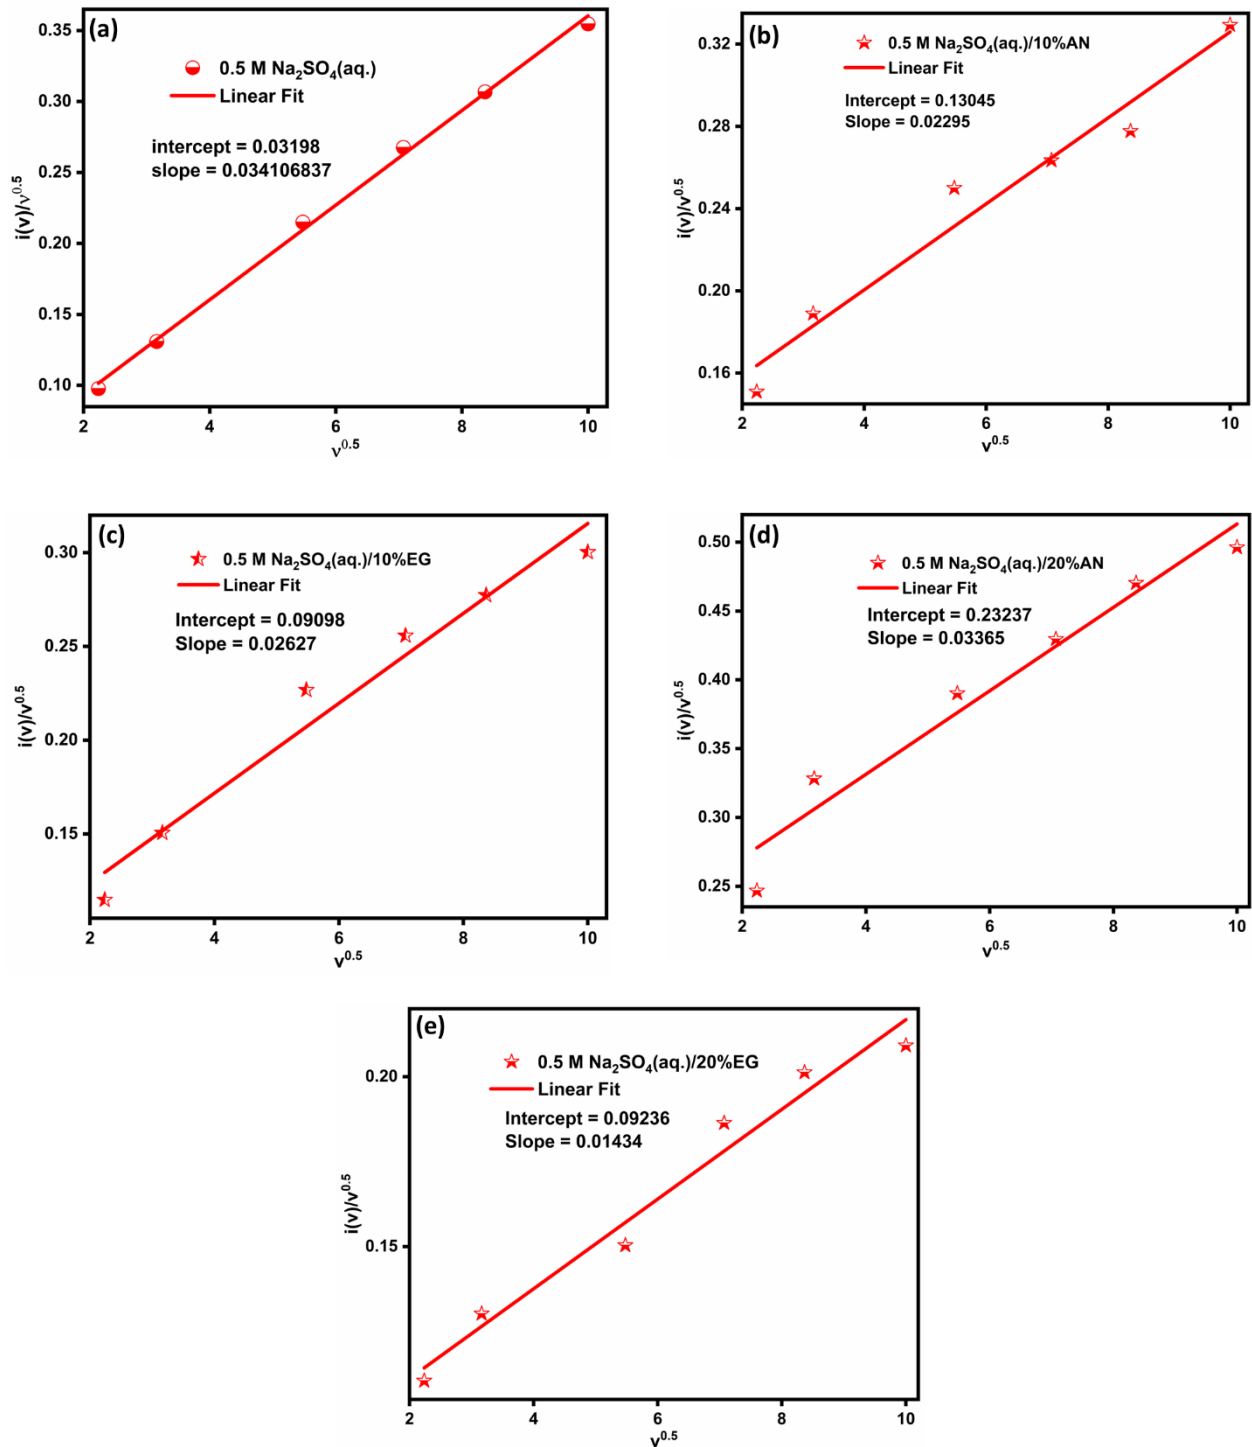 (a)
0.5 M Na₂SO₄(aq.)
Linear Fit
intercept = 0.03198
slope = 0.034106837
i(v)/ν⁰·⁵
0.35
0.30
0.25
0.20
0.15
0.10
2 4 6 8 10
ν⁰·⁵
(b)
0.5 M Na₂SO₄(aq.)/10%AN
Linear Fit
Intercept = 0.13045
Slope = 0.02295
i(v)/v⁰·⁵
0.32
0.28
0.24
0.20
0.16
2 4 6 8 10
v⁰·⁵
(c)
0.5 M Na₂SO₄(aq.)/10%EG
Linear Fit
Intercept = 0.09098
Slope = 0.02627
i(v)/v⁰·⁵
0.30
0.25
0.20
0.15
2 4 6 8 10
v⁰·⁵
(d)
0.5 M Na₂SO₄(aq.)/20%AN
Linear Fit
Intercept = 0.23237
Slope = 0.03365
i(v)/v⁰·⁵
0.50
0.45
0.40
0.35
0.30
0.25
2 4 6 8 10
v⁰·⁵
(e)
0.5 M Na₂SO₄(aq.)/20%EG
Linear Fit
Intercept = 0.09236
Slope = 0.01434
i(v)/v⁰·⁵
0.20
0.15
2 4 6 8 10
v⁰·⁵